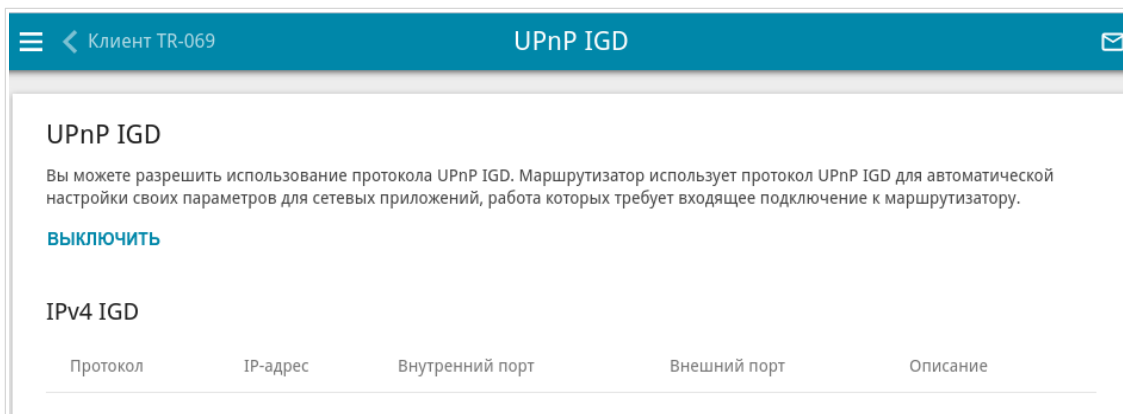 Клиент TR-069 UPnP IGD
UPnP IGD
Вы можете разрешить использование протокола UPnP IGD. Маршрутизатор использует протокол UPnP IGD для автоматической
настройки своих параметров для сетевых приложений, работа которых требует входящее подключение к маршрутизатору.
ВЫКЛЮЧИТЬ
IPv4 IGD
Протокол IP-адрес Внутренний порт Внешний порт Описание